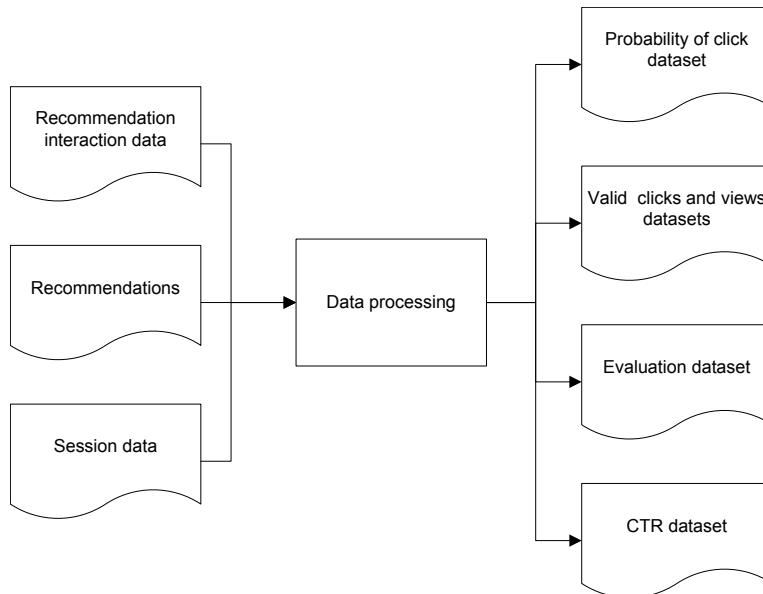 Recommendation
interaction data
Recommendations
Session data
Data processing
Probability of click
dataset
Valid clicks and views
datasets
Evaluation dataset
CTR dataset